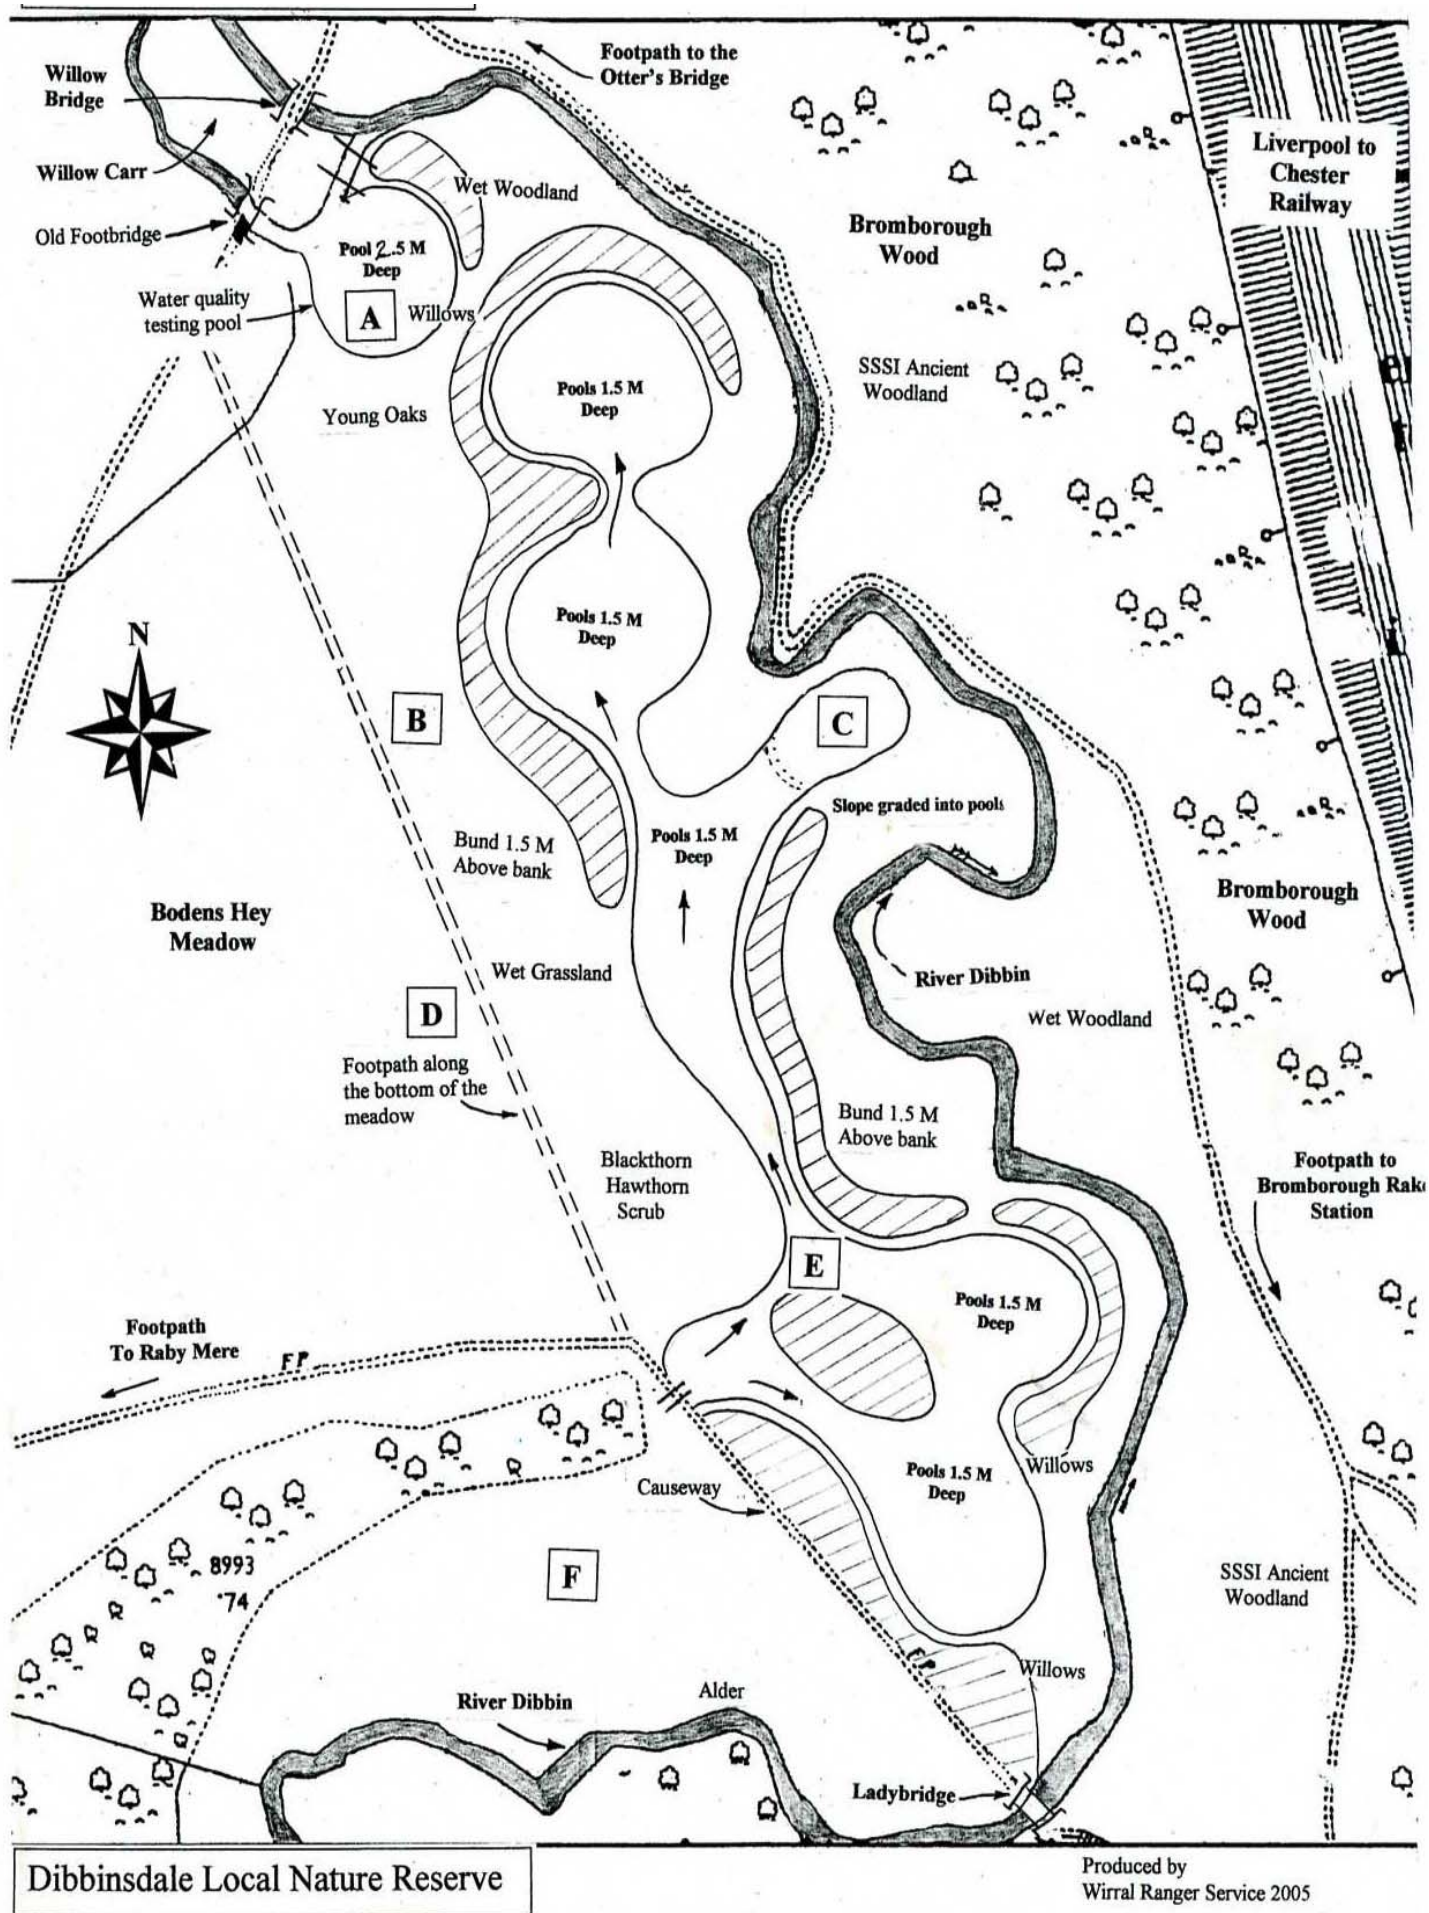 Footpath to the
Otter's Bridge
Willow
Bridge
Liverpool to
Chester
Railway
Willow Carr
Wet Woodland
Old Footbridge
Bromborough
Wood
Pool 2.5 M
Deep
Water quality
testing pool
A
Willows
SSSI Ancient
Woodland
Pools 1.5 M
Deep
Young Oaks
Pools 1.5 M
Deep
N
B
C
Slope graded into pools
Bund 1.5 M
Above bank
Pools 1.5 M
Deep
Bodens Hey
Meadow
Bromborough
Wood
Wet Grassland
River Dibbin
D
Wet Woodland
Footpath along
the bottom of the
meadow
Bund 1.5 M
Above bank
Blackthorn
Hawthorn
Scrub
Footpath to
Bromborough Rake
Station
E
Pools 1.5 M
Deep
Footpath
To Raby Mere
FP
Willows
Pools 1.5 M
Deep
Causeway
F
8993
·74
SSSI Ancient
Woodland
FP
Willows
River Dibbin
Alder
Ladybridge
Dibbinsdale Local Nature Reserve
Produced by
Wirral Ranger Service 2005